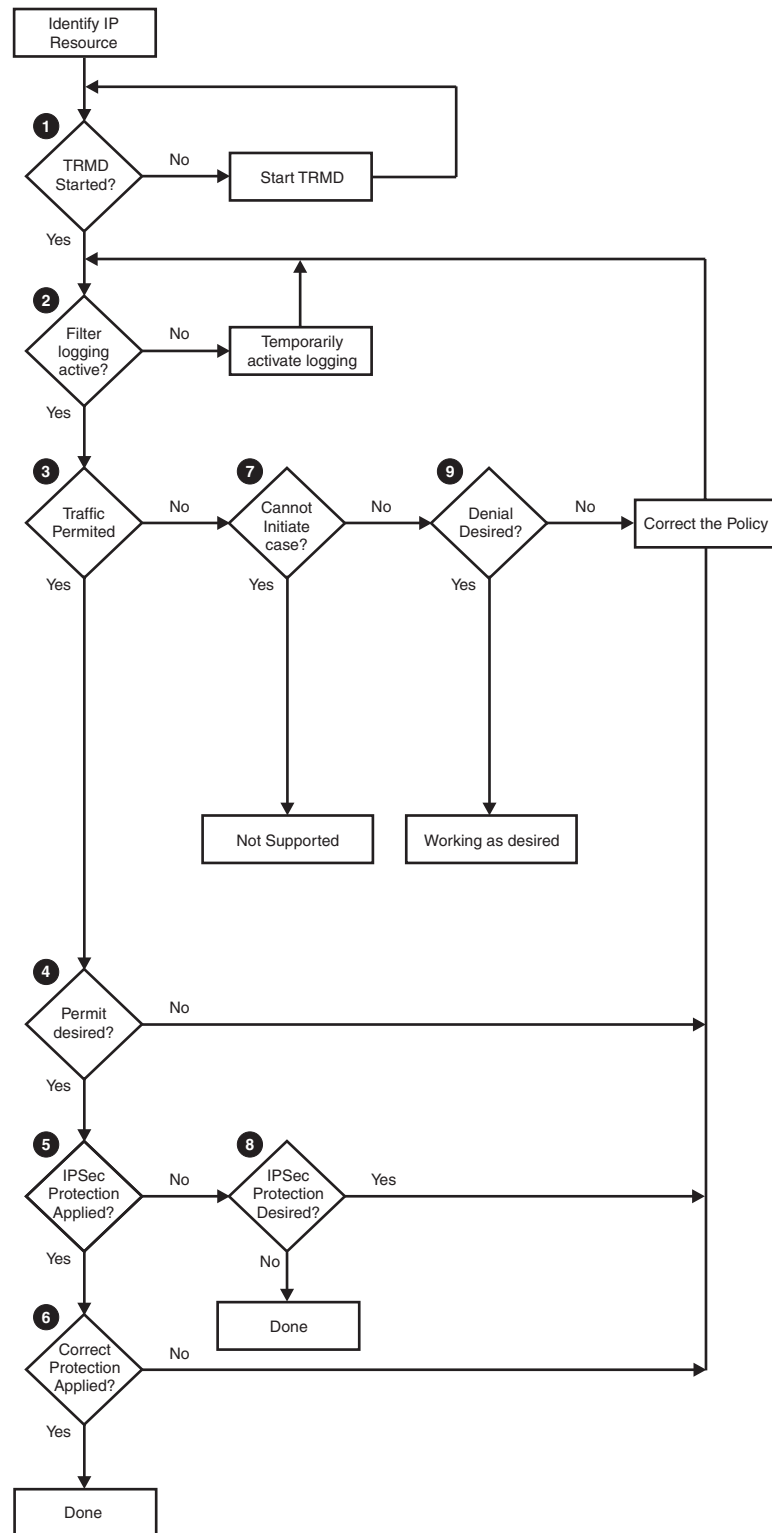 Identify IP
Resource
1
TRMD
Started?
No
Start TRMD
Yes
2
Filter
logging
active?
No
Temporarily
activate logging
Yes
3
Traffic
Permited
No
7
Cannot
Initiate
case?
No
9
Denial
Desired?
No
Correct the Policy
Yes
Yes
Yes
Not Supported
Working as desired
4
Permit
desired?
No
Yes
5
IPSec
Protection
Applied?
No
8
IPSec
Protection
Desired?
Yes
Yes
No
Done
6
Correct
Protection
Applied?
No
Yes
Done